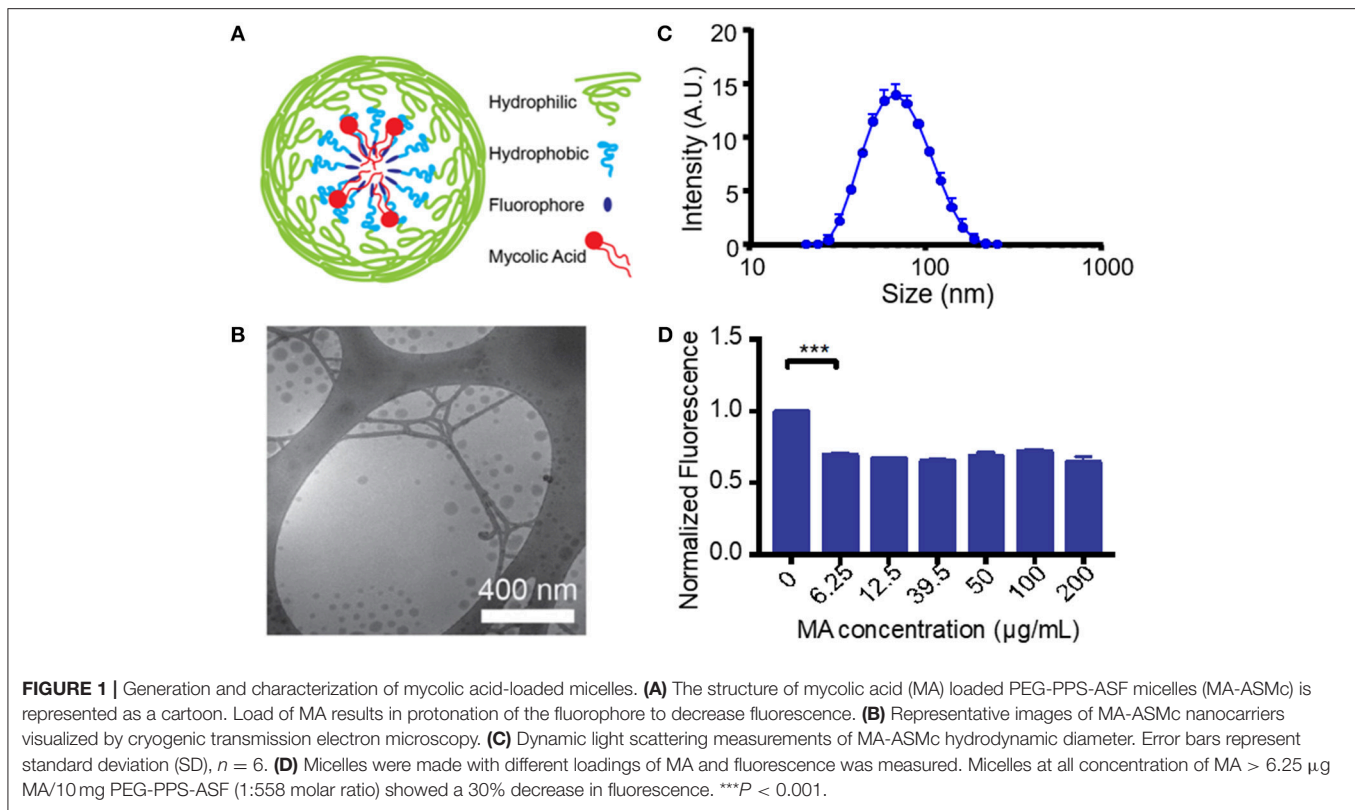 A
Hydrophilic
Hydrophobic
Fluorophore
Mycolic Acid
B
400 nm
C
Intensity (A.U.)
20
15
10
5
0
10
100
1000
Size (nm)
D
Normalized Fluorescence
1.5
1.0
0.5
0.0
***
0
6.25
12.5
39.5
50
100
200
MA concentration (µg/mL)
FIGURE 1 | Generation and characterization of mycolic acid-loaded micelles. (A) The structure of mycolic acid (MA) loaded PEG-PPS-ASF micelles (MA-ASMc) is
represented as a cartoon. Load of MA results in protonation of the fluorophore to decrease fluorescence. (B) Representative images of MA-ASMc nanocarriers
visualized by cryogenic transmission electron microscopy. (C) Dynamic light scattering measurements of MA-ASMc hydrodynamic diameter. Error bars represent
standard deviation (SD), n = 6. (D) Micelles were made with different loadings of MA and fluorescence was measured. Micelles at all concentration of MA > 6.25 µg
MA/10 mg PEG-PPS-ASF (1:558 molar ratio) showed a 30% decrease in fluorescence. ***P < 0.001.